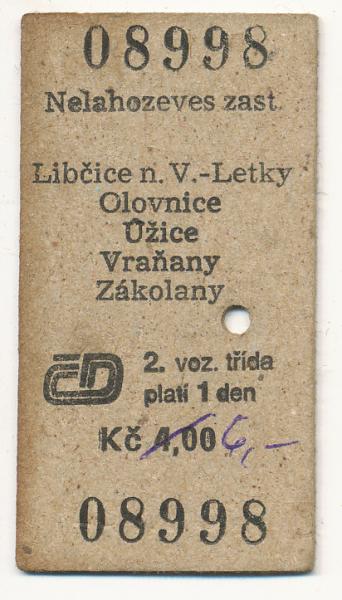 08998
Nelahozeves zast.
Libčice n. V.-Letky
Olovnice
Úžice
Vraňany
Zákolany
ČD
2. voz. třída
platí 1 den
Kč 4,00 6,-
08998